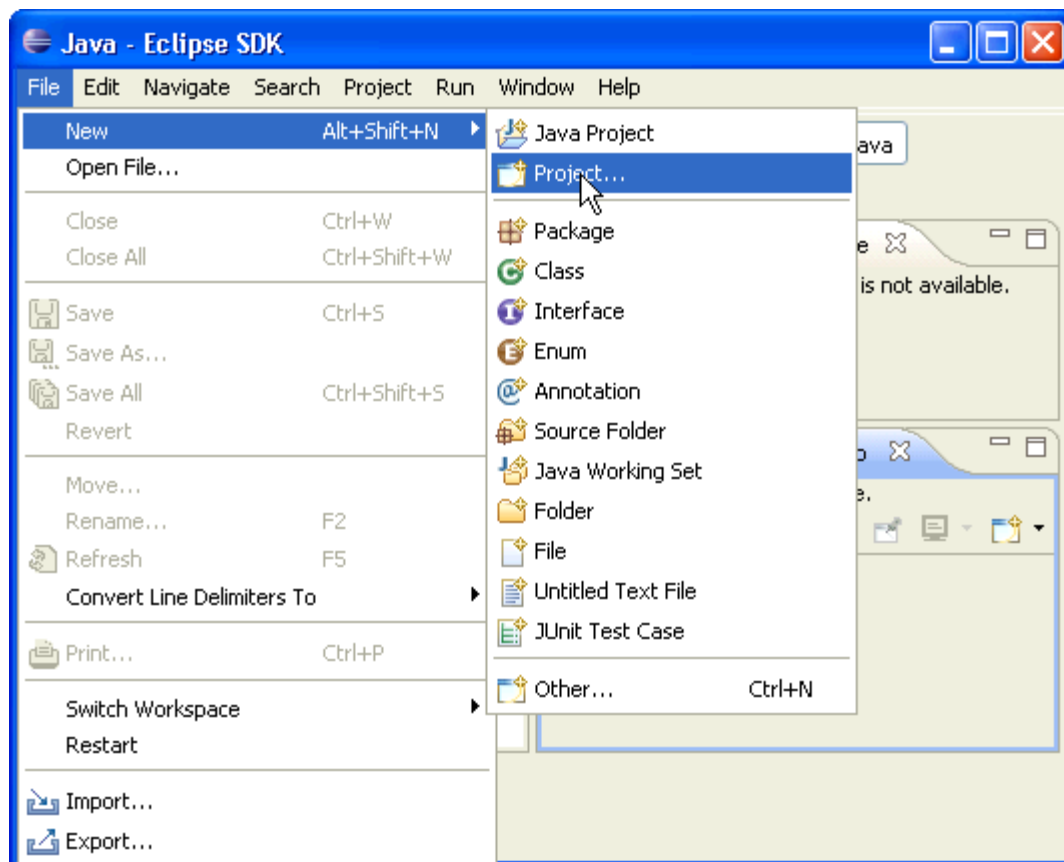 Java - Eclipse SDK
File Edit Navigate Search Project Run Window Help
New Alt+Shift+N
Open File...
Close Ctrl+W
Close All Ctrl+Shift+W
Save Ctrl+S
Save As...
Save All Ctrl+Shift+S
Revert
Move...
Rename... F2
Refresh F5
Convert Line Delimiters To
Print... Ctrl+P
Switch Workspace
Restart
Import...
Export...
Java Project
Project...
Package
Class
Interface
Enum
Annotation
Source Folder
Java Working Set
Folder
File
Untitled Text File
JUnit Test Case
Other... Ctrl+N
ava
e
is not available.
e.